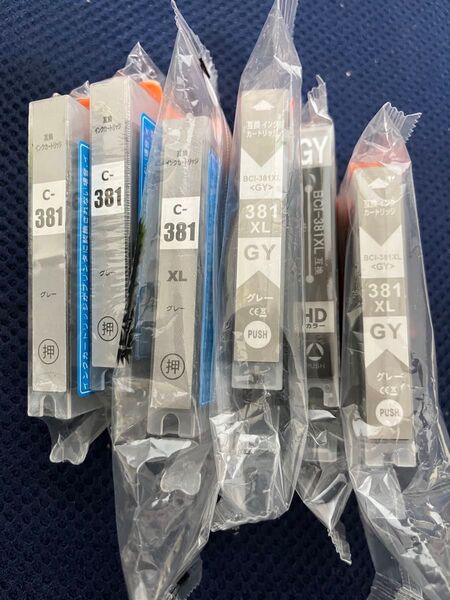 互換
インクカートリッジ
C-
381
グレー
押
互換
インクカートリッジ
C-
381
グレー
押
互換
インクカートリッジ
C-
381
XL
グレー
押
互換インク
カートリッジ
BCI-381XL
<GY>
381
XL
GY
グレー
CE
PUSH
GY
BCI-381XL 互換
HD
カラー
互換インク
カートリッジ
BCI-381XL
<GY>
381
XL
GY
グレー
CE
PUSH